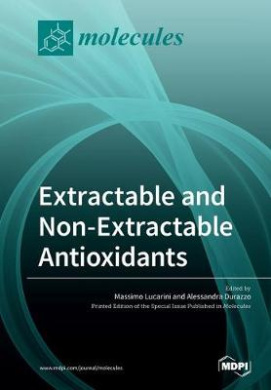 molecules
Extractable and
Non-Extractable
Antioxidants
Edited by
Massimo Lucarini and Alessandra Durazzo
Printed Edition of the Special Issue Published in Molecules
www.mdpi.com/journal/molecules
MDPI